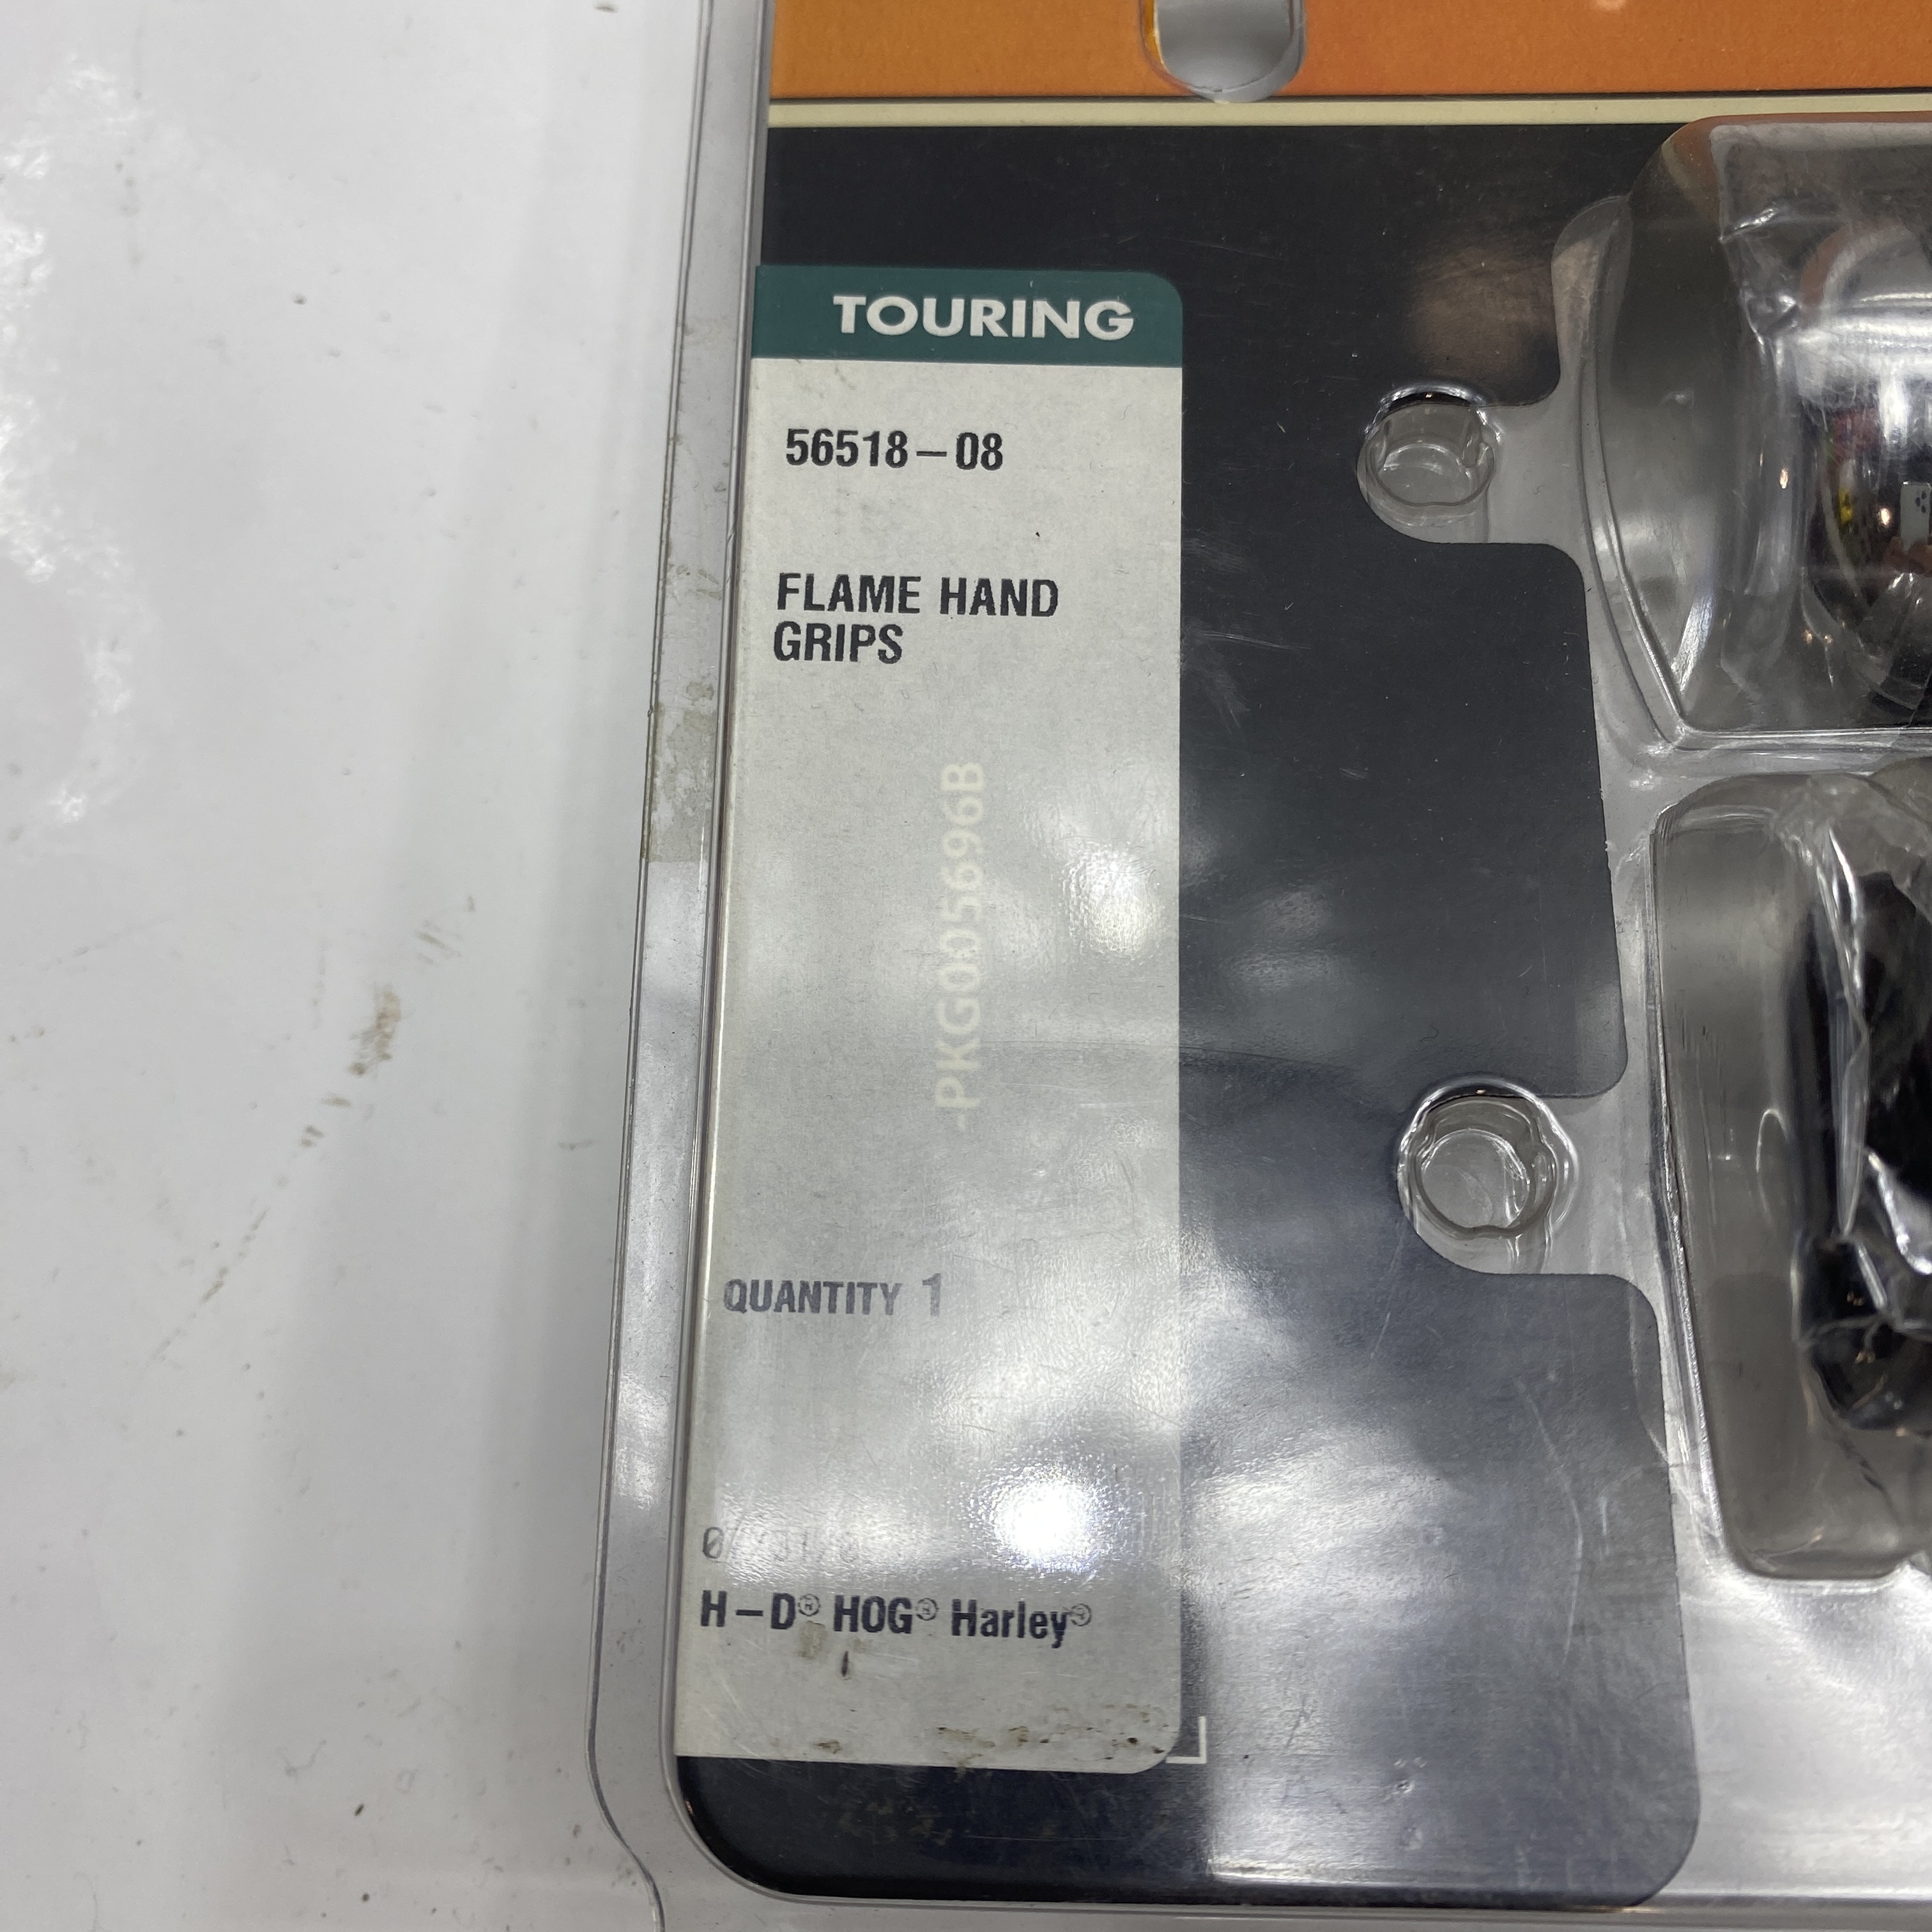 TOURING
56518–08
FLAME HAND
GRIPS
-PKG005696B
QUANTITY 1
H–D® HOG® Harley®